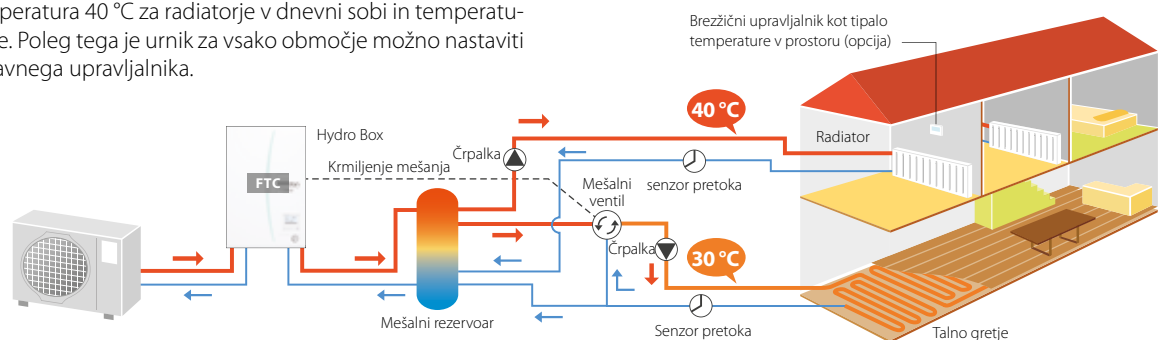 peratura 40 °C za radiatorje v dnevni sobi in temperatu-
e. Poleg tega je urnik za vsako območje možno nastaviti
avnega upravljalnika.
Brezžični upravljalnik kot tipalo
temperature v prostoru (opcija)
40 °C
Hydro Box
Radiator
Črpalka
Krmiljenje mešanja
FTC
Mešalni
ventil
senzor pretoka
Črpalka
30 °C
Mešalni rezervoar
Senzor pretoka
Talno gretje